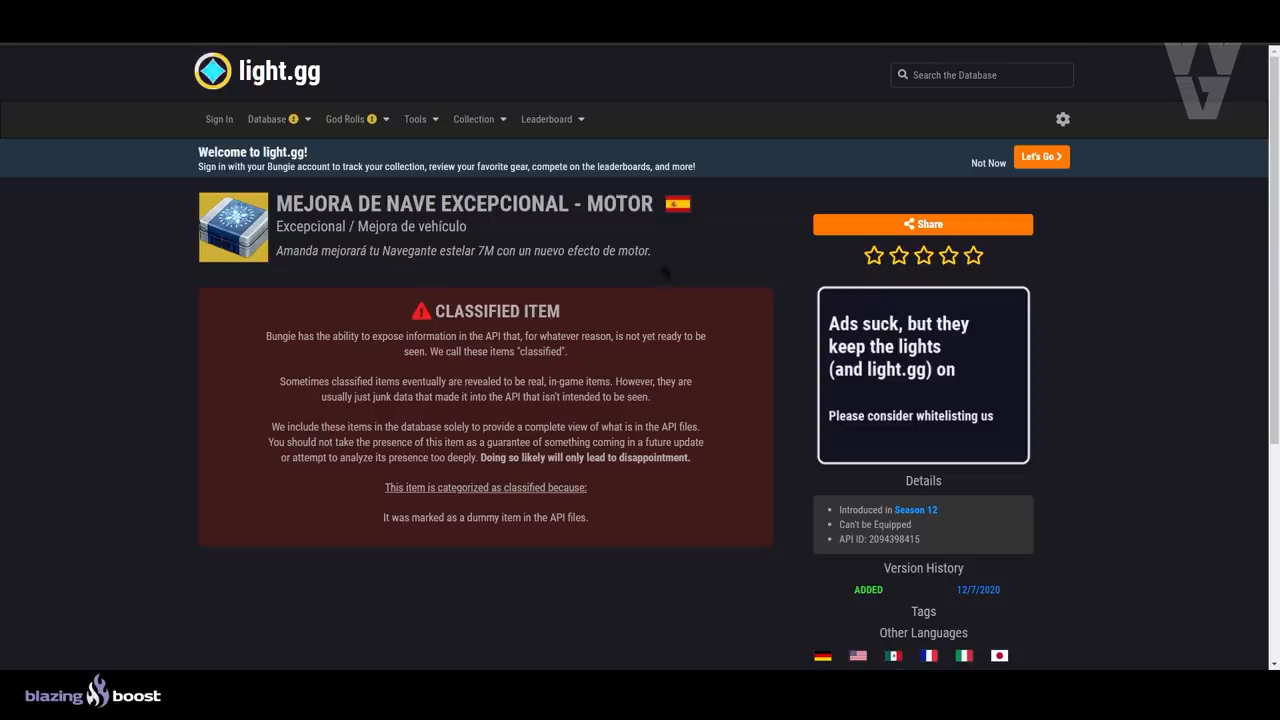 light.gg
Search the Database
WG
Sign In Database God Rolls Tools Collection Leaderboard
Welcome to light.gg!
Sign in with your Bungie account to track your collection, review your favorite gear, compete on the leaderboards, and more!
Not Now
Let's Go
MEJORA DE NAVE EXCEPCIONAL - MOTOR
Excepcional / Mejora de vehículo
Amanda mejorará tu Navegante estelar 7M con un nuevo efecto de motor.
Share
CLASSIFIED ITEM
Bungie has the ability to expose information in the API that, for whatever reason, is not yet ready to be
seen. We call these items "classified".
Sometimes classified items eventually are revealed to be real, in-game items. However, they are
usually just junk data that made it into the API that isn't intended to be seen.
We include these items in the database solely to provide a complete view of what is in the API files.
You should not take the presence of this item as a guarantee of something coming in a future update
or attempt to analyze its presence too deeply. Doing so likely will only lead to disappointment.
This item is categorized as classified because:
It was marked as a dummy item in the API files.
Ads suck, but they
keep the lights
(and light.gg) on
Please consider whitelisting us
Details
Introduced in Season 12
Can't be Equipped
API ID: 2094398415
Version History
ADDED 12/7/2020
Tags
Other Languages
blazing boost